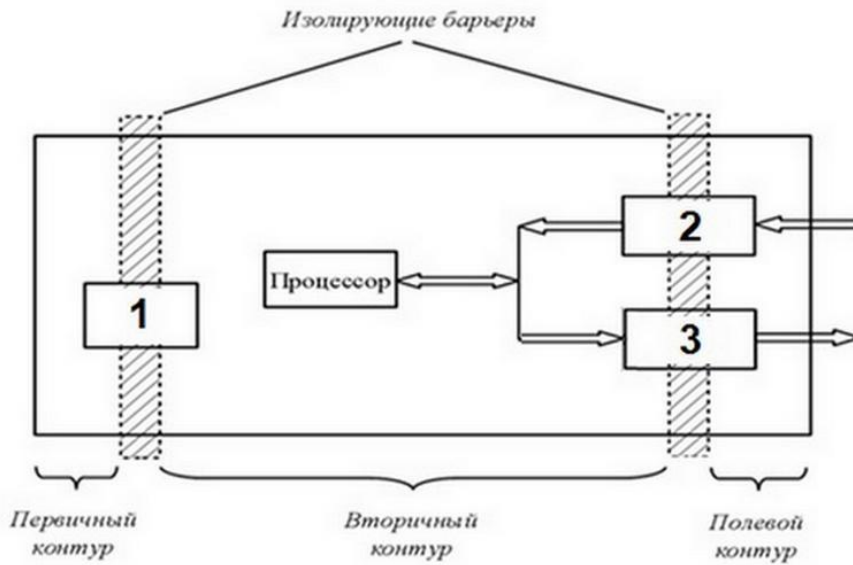 Изолирующие барьеры
2
Процессор
1
3
Первичный
контур
Вторичный
контур
Полевой
контур